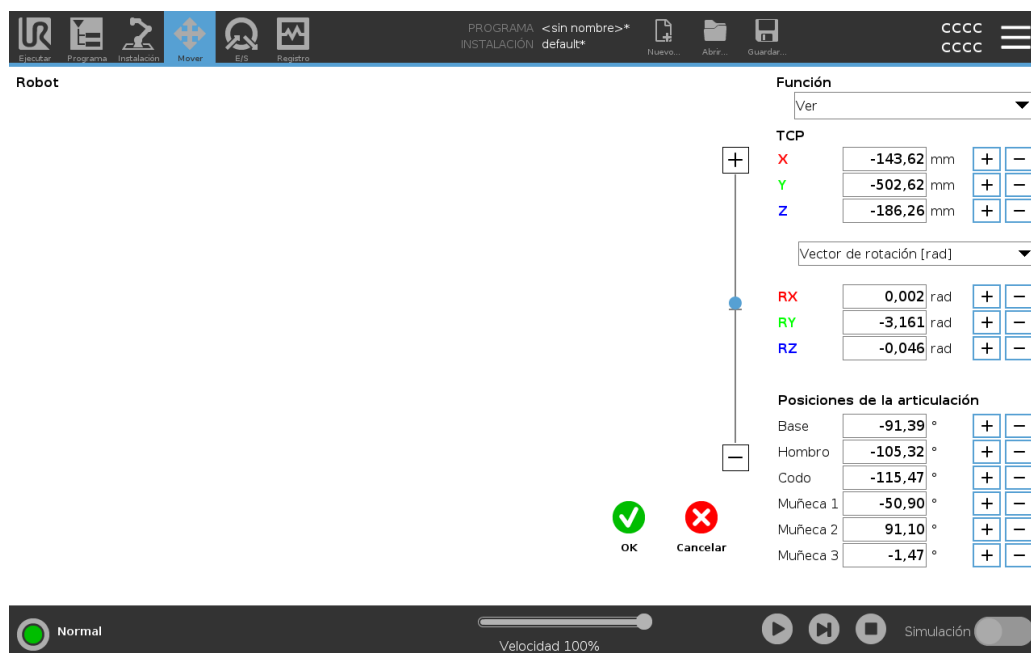 UR
Ejecutar Programa Instalación Mover E/S Registro
PROGRAMA <sin nombre>*
INSTALACIÓN default*
Nuevo... Abrir... Guardar...
CCCC
CCCC
Robot
Función
Ver
TCP
X -143,62 mm + −
Y -502,62 mm + −
Z -186,26 mm + −
Vector de rotación [rad]
RX 0,002 rad + −
RY -3,161 rad + −
RZ -0,046 rad + −
Posiciones de la articulación
Base -91,39 ° + −
Hombro -105,32 ° + −
Codo -115,47 ° + −
Muñeca 1 -50,90 ° + −
Muñeca 2 91,10 ° + −
Muñeca 3 -1,47 ° + −
OK Cancelar
Normal
Velocidad 100%
Simulación